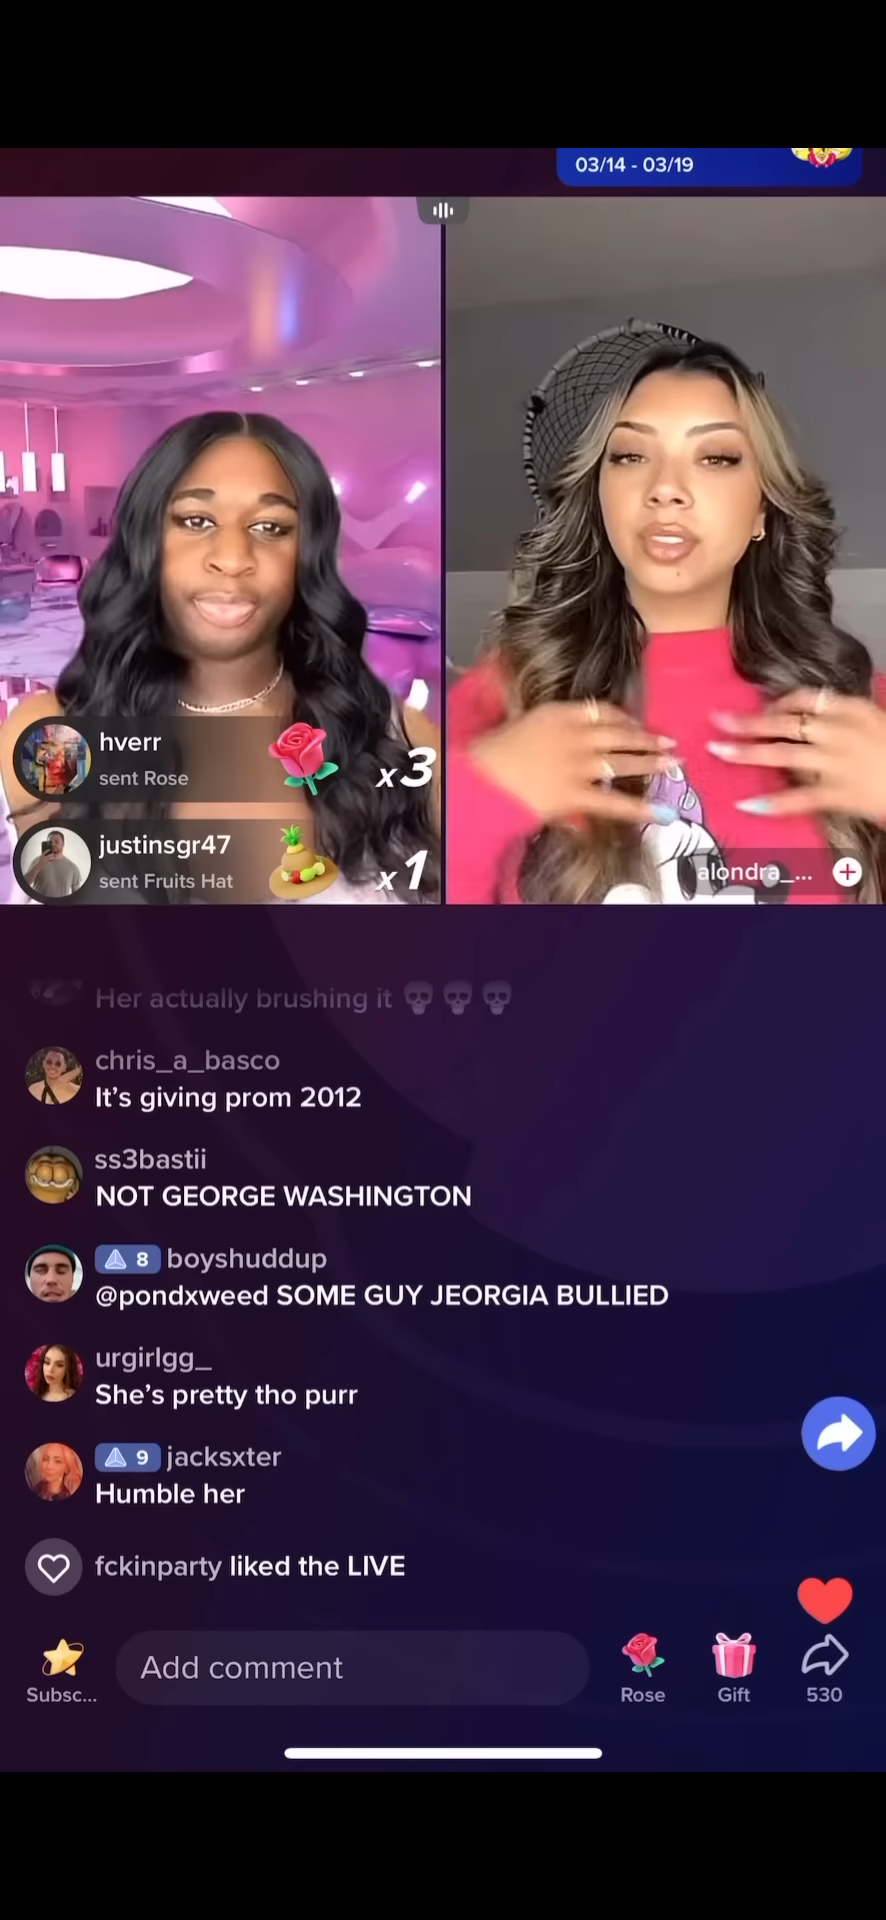 03/14 - 03/19
hverr
sent Rose
x3
justinsgr47
sent Fruits Hat
x1
alondra_...
Her actually brushing it 💀💀💀
chris_a_basco
It's giving prom 2012
ss3bastii
NOT GEORGE WASHINGTON
8 boyshuddup
@pondxweed SOME GUY JEORGIA BULLIED
urgirlgg_
She's pretty tho purr
9 jacksxter
Humble her
fckinparty liked the LIVE
Add comment
Subsc...
Rose
Gift
530